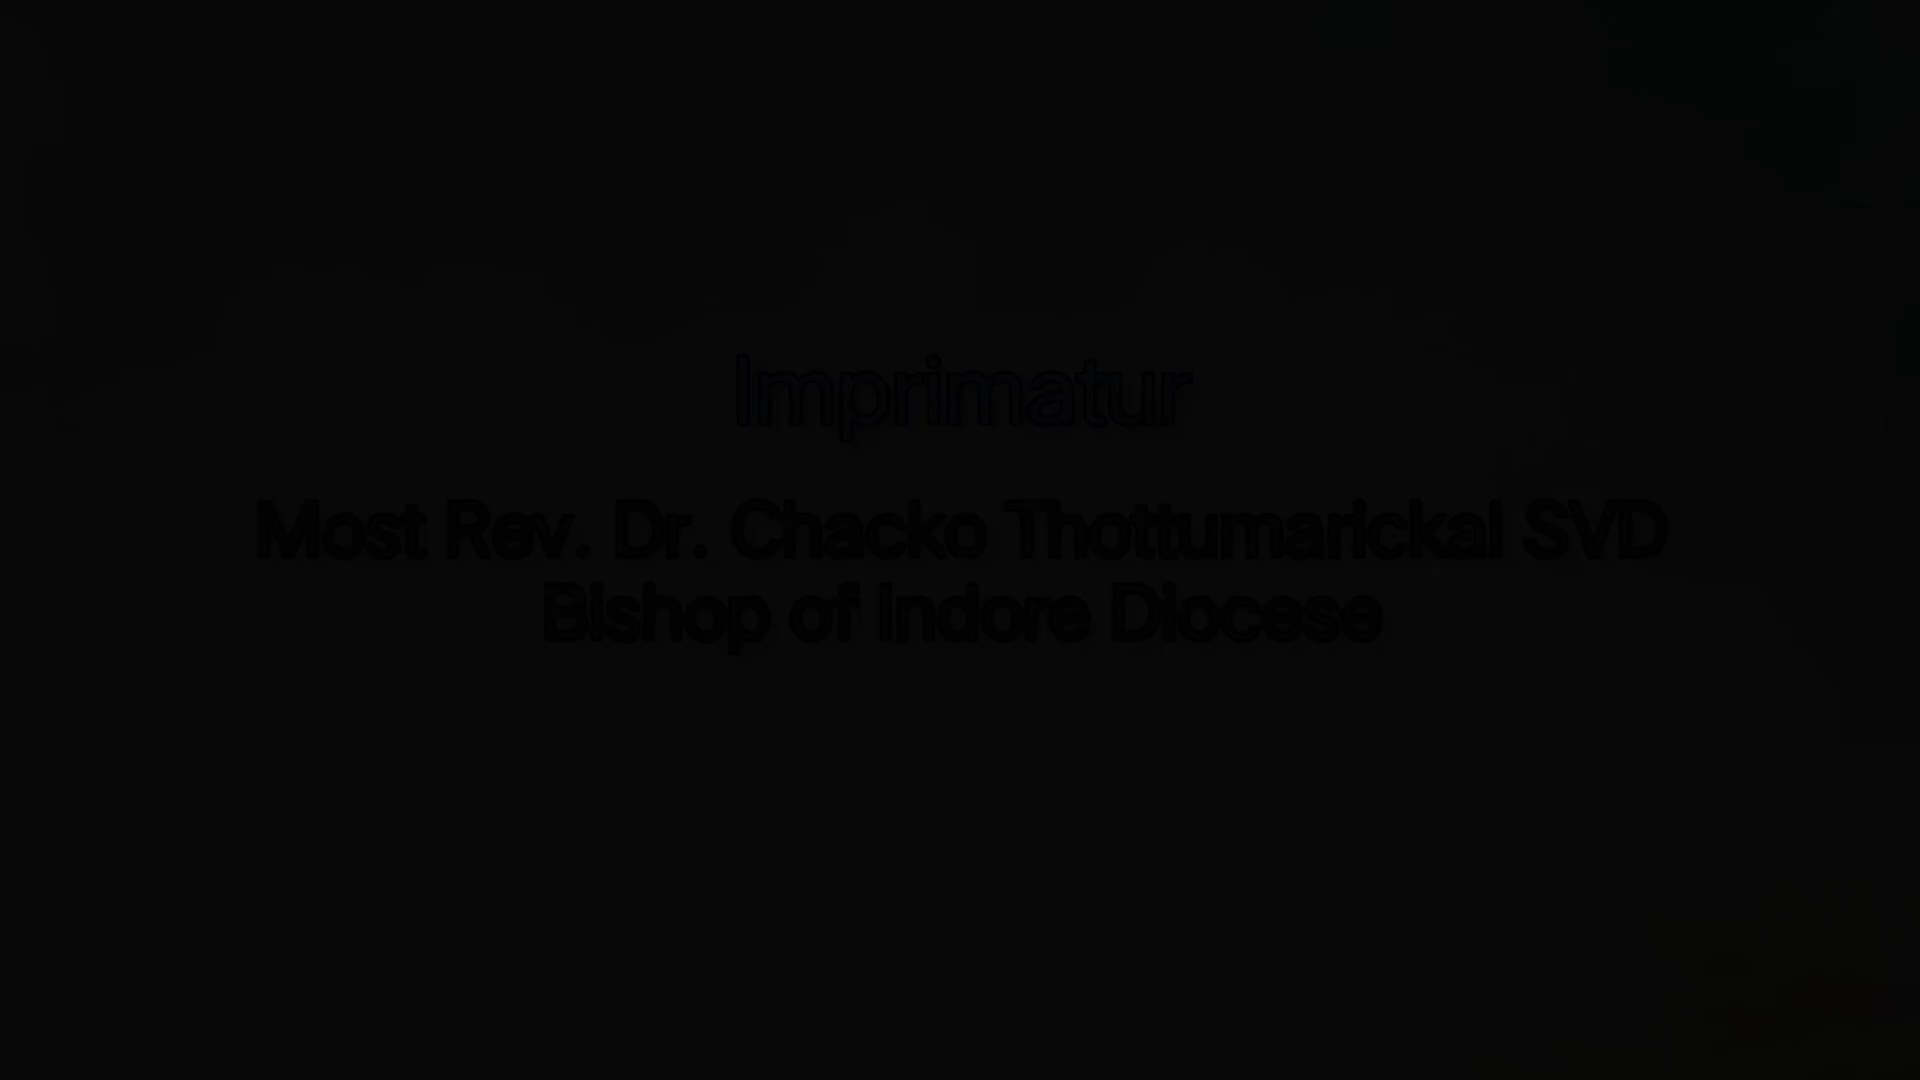 Imprimatur
Most Rev. Dr. Chacko Thottumarickal SVD
Bishop of Indore Diocese